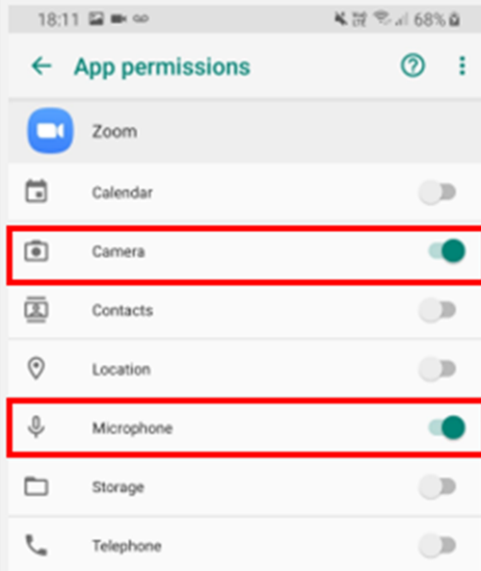 18:11 68%
App permissions
Zoom
Calendar
Camera
Contacts
Location
Microphone
Storage
Telephone